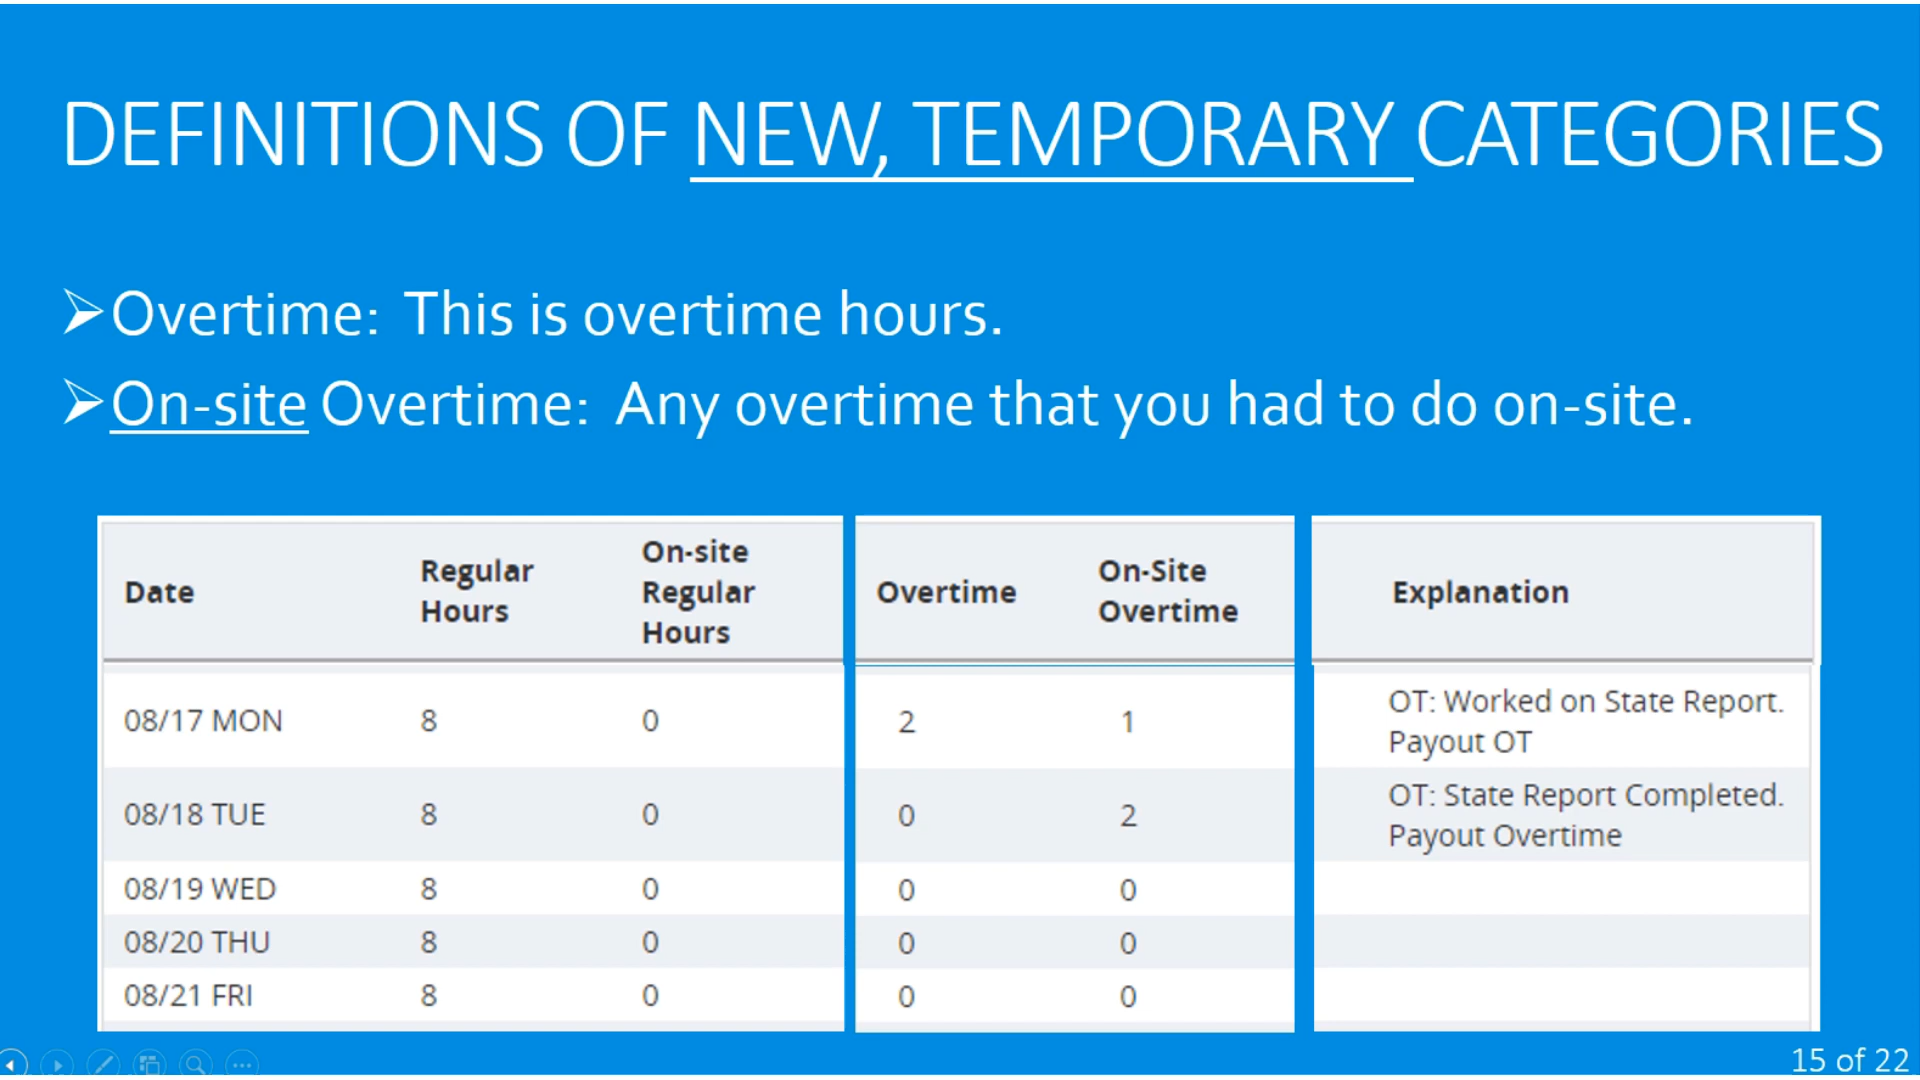 DEFINITIONS OF NEW, TEMPORARY CATEGORIES
➢Overtime: This is overtime hours.
➢On-site Overtime: Any overtime that you had to do on-site.
Date Regular Hours On-site Regular Hours Overtime On-Site Overtime Explanation
08/17 MON 8 0 2 1 OT: Worked on State Report. Payout OT
08/18 TUE 8 0 0 2 OT: State Report Completed. Payout Overtime
08/19 WED 8 0 0 0
08/20 THU 8 0 0 0
08/21 FRI 8 0 0 0
15 of 22